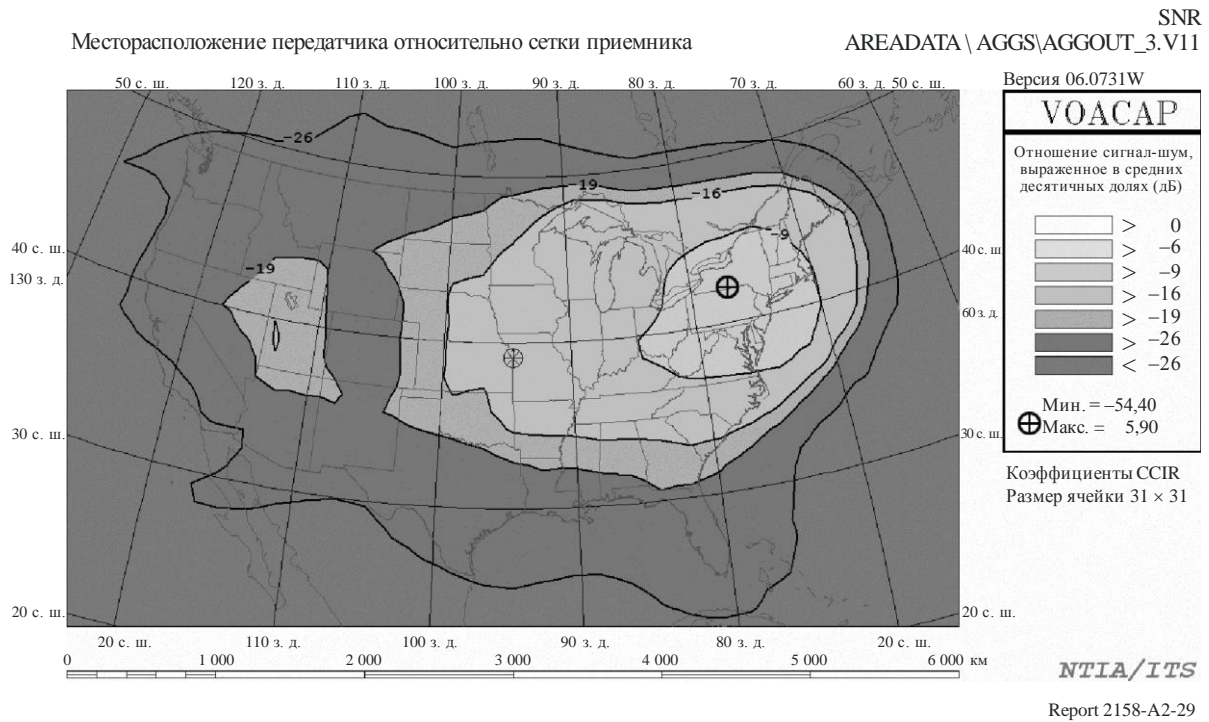 SNR
Месторасположение передатчика относительно сетки приемника
AREADATA \ AGGS\AGGOUT_3.V11
50 с. ш. 120 з. д. 110 з. д. 100 з. д. 90 з. д. 80 з. д. 70 з. д. 60 з. д. 50 с. ш.
Версия 06.0731W
VOACAP
Отношение сигнал-шум,
выраженное в средних
десятичных долях (дБ)
> 0
> –6
> –9
> –16
> –19
> –26
< –26
Мин. = –54,40
Макс. = 5,90
Коэффициенты CCIR
Размер ячейки 31 × 31
–26
–19
–16
–9
–19
40 с. ш.
130 з. д.
30 с. ш.
20 с. ш.
40 с. ш
60 з. д.
30 с. ш.
20 с. ш.
20 с. ш. 110 з. д. 100 з. д. 90 з. д. 80 з. д. 20 с. ш.
0 1 000 2 000 3 000 4 000 5 000 6 000 км
NTIA/ITS
Report 2158-A2-29